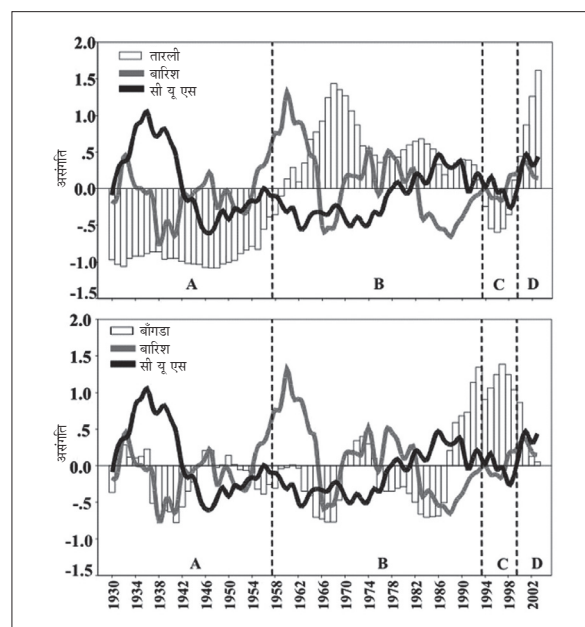 2.0
1.5
1.0
.5
0.0
-.5
-1.0
-1.5
असंगति
तारली
बारिश
सी यू एस
A
B
C
D
2.0
1.5
1.0
.5
0.0
-.5
-1.0
-1.5
असंगति
बाँगडा
बारिश
सी यू एस
A
B
C
D
1930
1934
1938
1942
1946
1950
1954
1958
1962
1966
1970
1974
1978
1982
1986
1990
1994
1998
2002